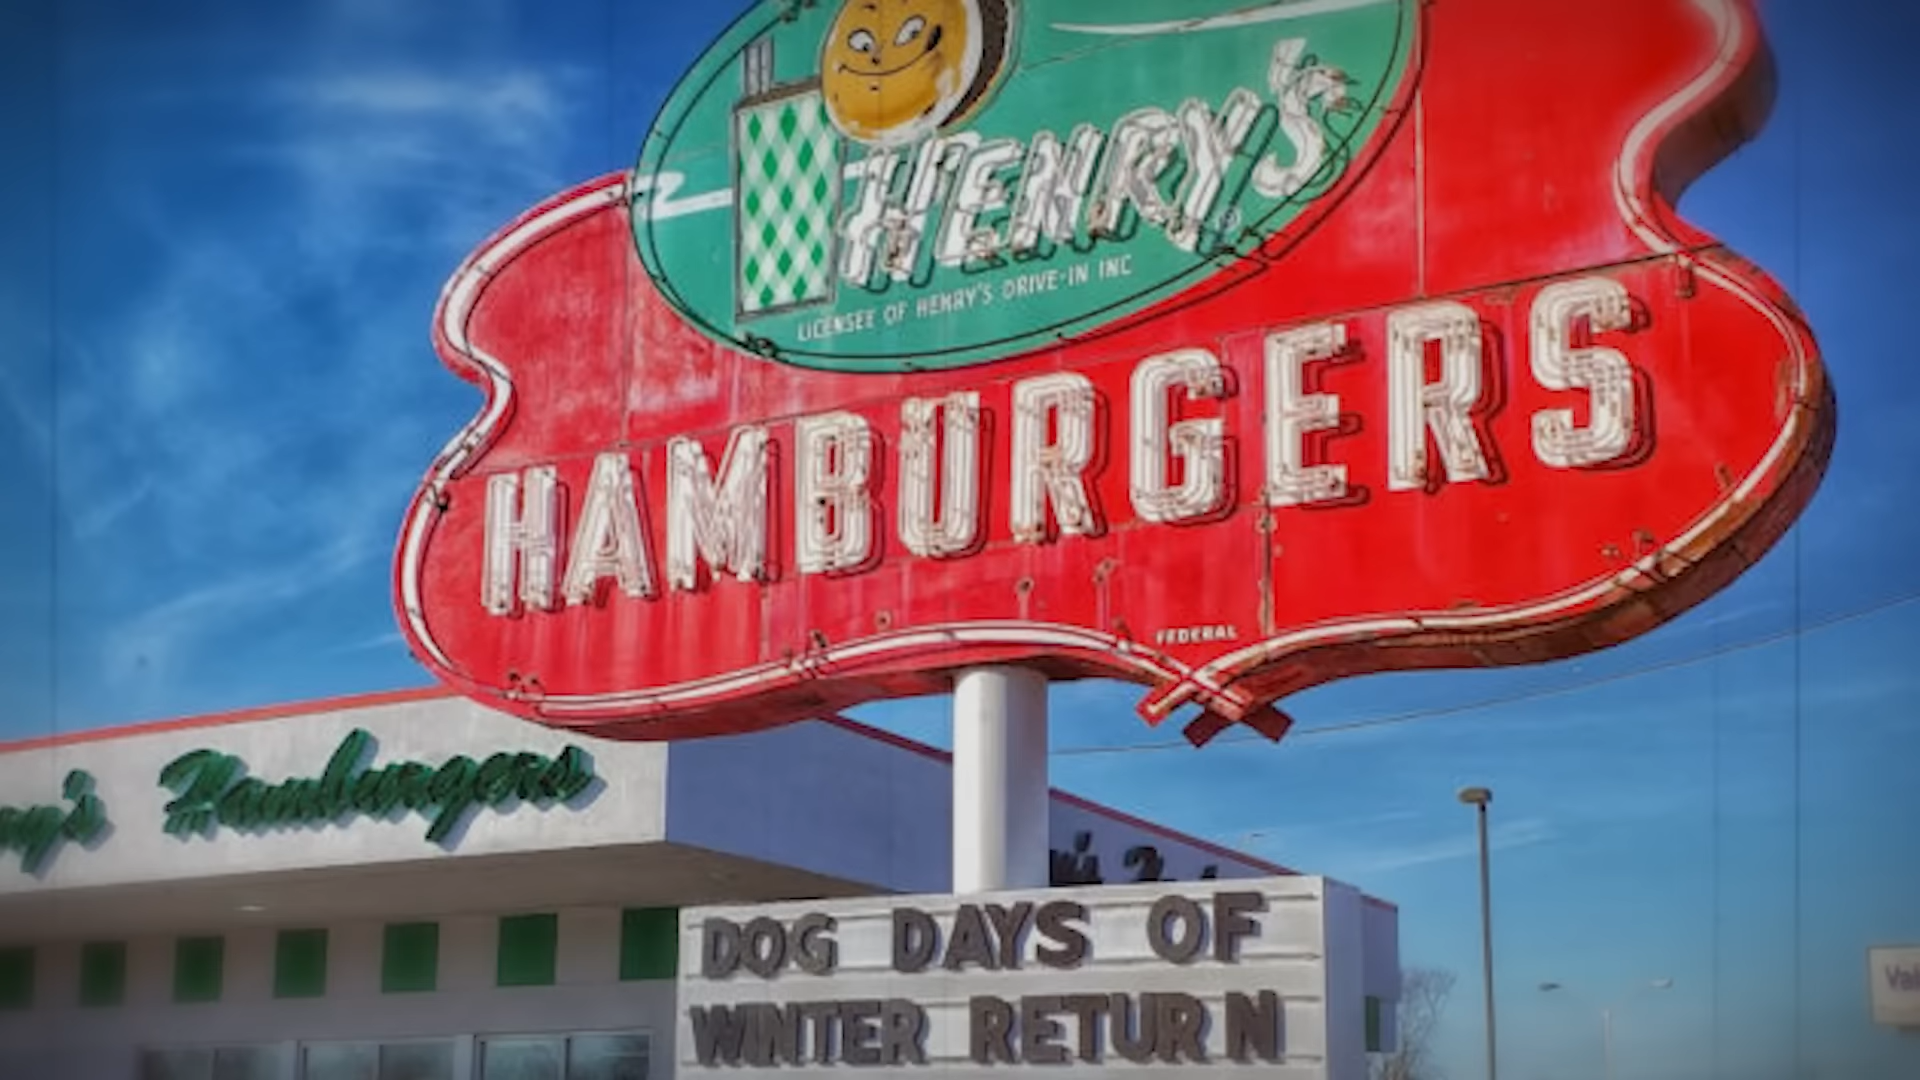 HENRY'S
LICENSEE OF HENRY'S DRIVE-IN INC
HAMBURGERS
FEDERAL
Hamburgers
DOG DAYS OF
WINTER RETURN